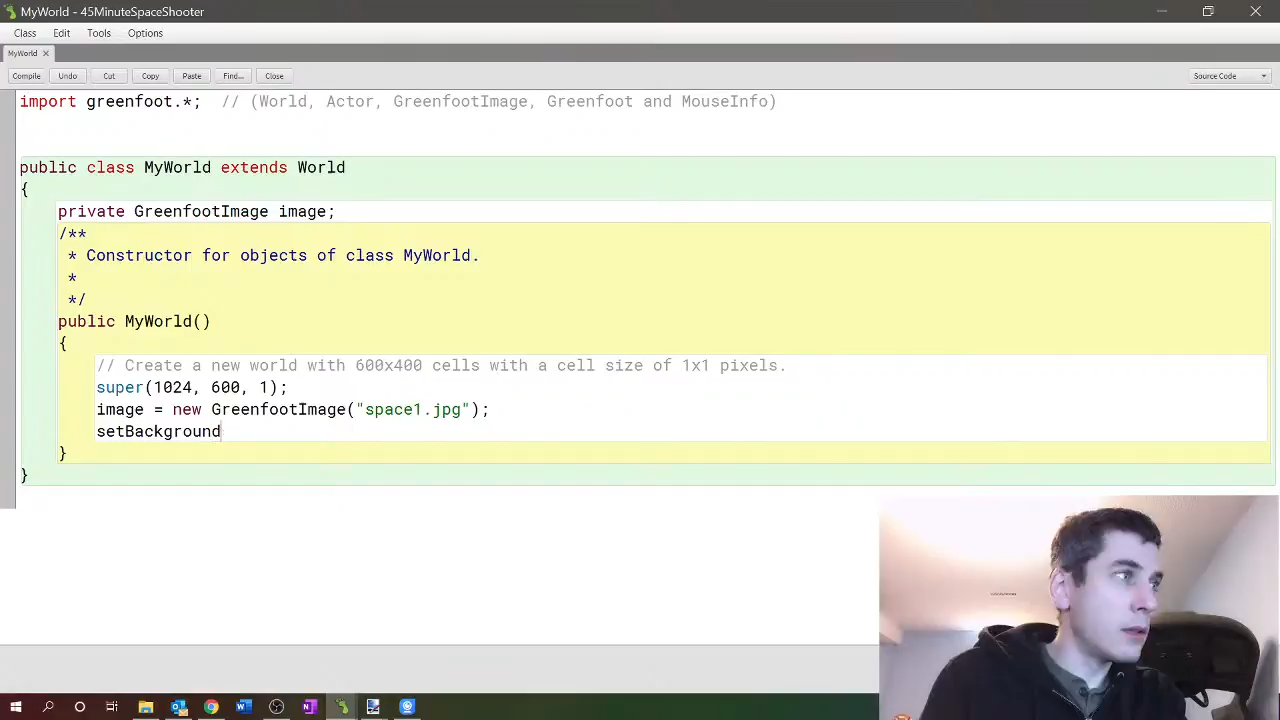 MyWorld - 45MinuteSpaceShooter
Class Edit Tools Options
MyWorld
Compile Undo Cut Copy Paste Find... Close Source Code
import greenfoot.*;  // (World, Actor, GreenfootImage, Greenfoot and MouseInfo)
public class MyWorld extends World
{
private GreenfootImage image;
/**
* Constructor for objects of class MyWorld.
*
*/
public MyWorld()
{
// Create a new world with 600x400 cells with a cell size of 1x1 pixels.
super(1024, 600, 1);
image = new GreenfootImage("space1.jpg");
setBackground
}
}